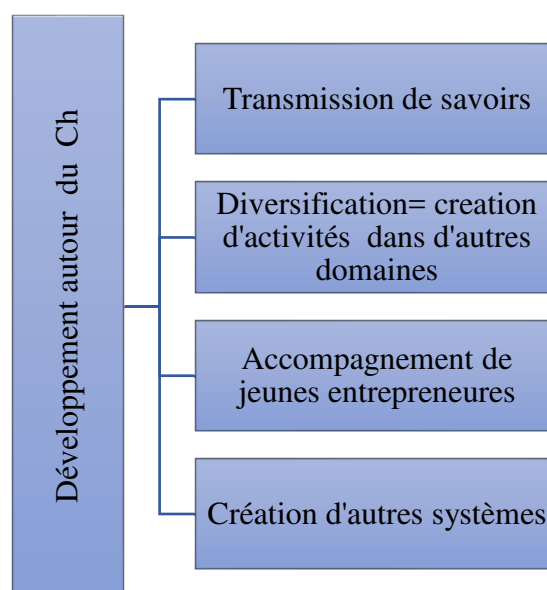 Développement autour du Ch
Transmission de savoirs
Diversification= creation
d'activités dans d'autres
domaines
Accompagnement de
jeunes entrepreneures
Création d'autres systèmes